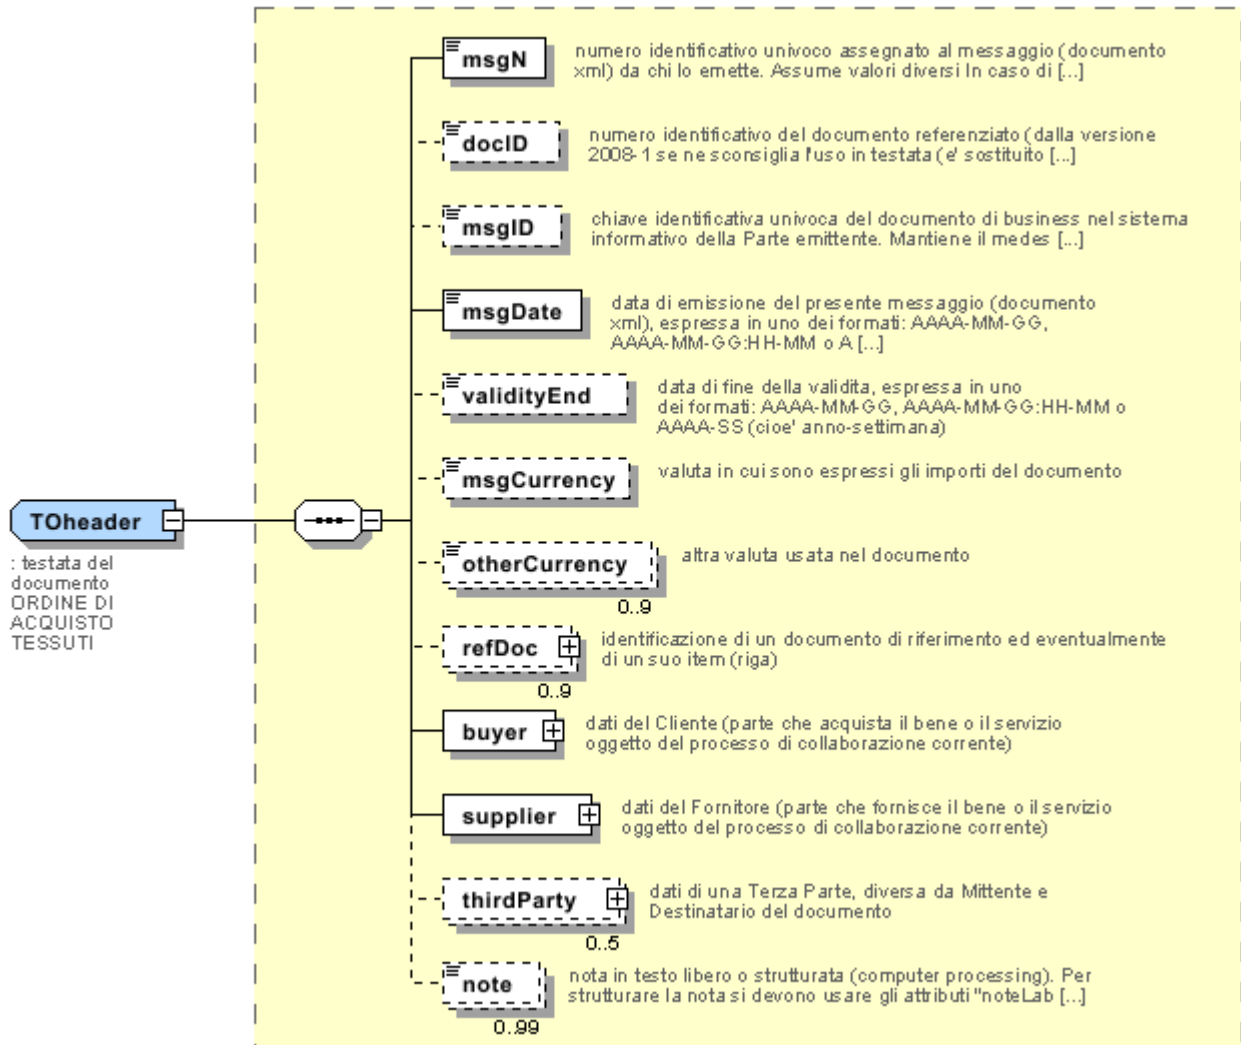 msgN
numero identificativo univoco assegnato al messaggio (documento
xml) da chi lo emette. Assume valori diversi In caso di [...]
docID
numero identificativo del documento referenziato (dalla versione
2008-1 se ne sconsiglia l'uso in testata (e' sostituito [...]
msgID
chiave identificativa univoca del documento di business nel sistema
informativo della Parte emittente. Mantiene il medes [...]
msgDate
data di emissione del presente messaggio (documento
xml), espressa in uno dei formati: AAAA-MM-GG,
AAAA-MM-GG:HH-MM o A [...]
validityEnd
data di fine della validita, espressa in uno
dei formati: AAAA-MM-GG, AAAA-MM-GG:HH-MM o
AAAA-SS (cioe' anno-settimana)
msgCurrency
valuta in cui sono espressi gli importi del documento
TOheader
: testata del
documento
ORDINE DI
ACQUISTO
TESSUTI
otherCurrency
altra valuta usata nel documento
0..9
refDoc
identificazione di un documento di riferimento ed eventualmente
di un suo item (riga)
0..9
buyer
dati del Cliente (parte che acquista il bene o il servizio
oggetto del processo di collaborazione corrente)
supplier
dati del Fornitore (parte che fornisce il bene o il servizio
oggetto del processo di collaborazione corrente)
thirdParty
dati di una Terza Parte, diversa da Mittente e
Destinatario del documento
0..5
note
nota in testo libero o strutturata (computer processing). Per
strutturare la nota si devono usare gli attributi "noteLab [...]
0..99